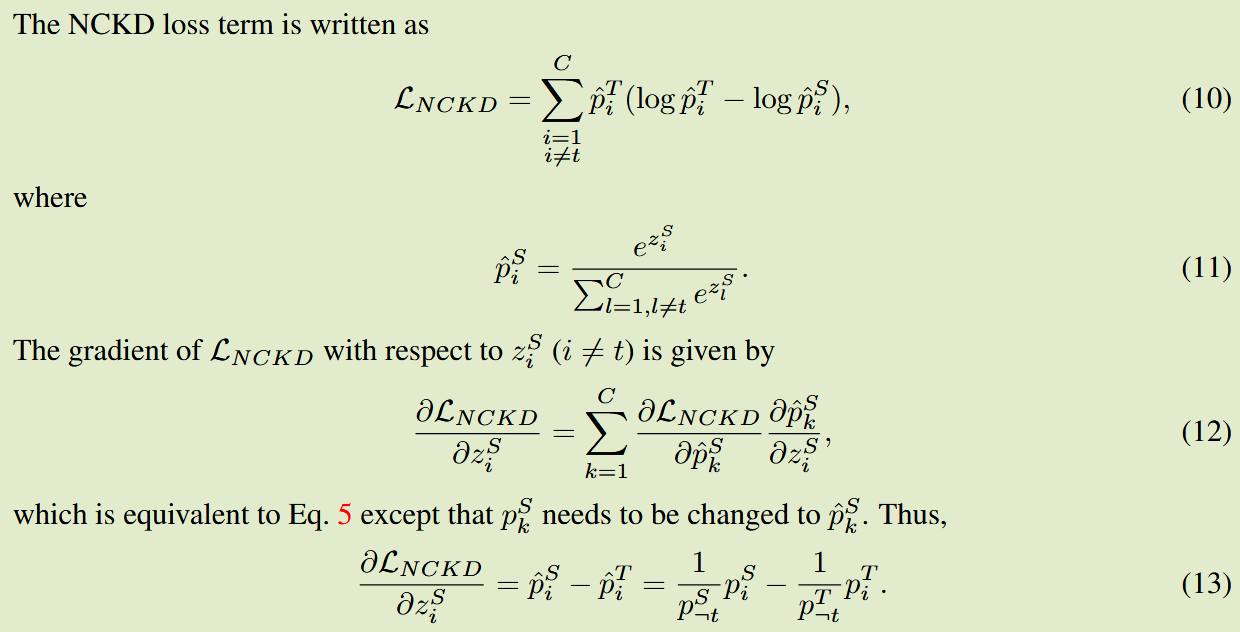 The NCKD loss term is written as
$$\mathcal{L}_{NCKD} = \sum_{\substack{i=1 \\ i \neq t}}^{C} \hat{p}_i^T (\log \hat{p}_i^T - \log \hat{p}_i^S), \quad (10)$$
where
$$\hat{p}_i^S = \frac{e^{z_i^S}}{\sum_{l=1, l \neq t}^{C} e^{z_l^S}}. \quad (11)$$
The gradient of $\mathcal{L}_{NCKD}$ with respect to $z_i^S$ ($i \neq t$) is given by
$$\frac{\partial \mathcal{L}_{NCKD}}{\partial z_i^S} = \sum_{k=1}^{C} \frac{\partial \mathcal{L}_{NCKD}}{\partial \hat{p}_k^S} \frac{\partial \hat{p}_k^S}{\partial z_i^S}, \quad (12)$$
which is equivalent to Eq. 5 except that $p_k^S$ needs to be changed to $\hat{p}_k^S$. Thus,
$$\frac{\partial \mathcal{L}_{NCKD}}{\partial z_i^S} = \hat{p}_i^S - \hat{p}_i^T = \frac{1}{p_{\neg t}^S} p_i^S - \frac{1}{p_{\neg t}^T} p_i^T. \quad (13)$$